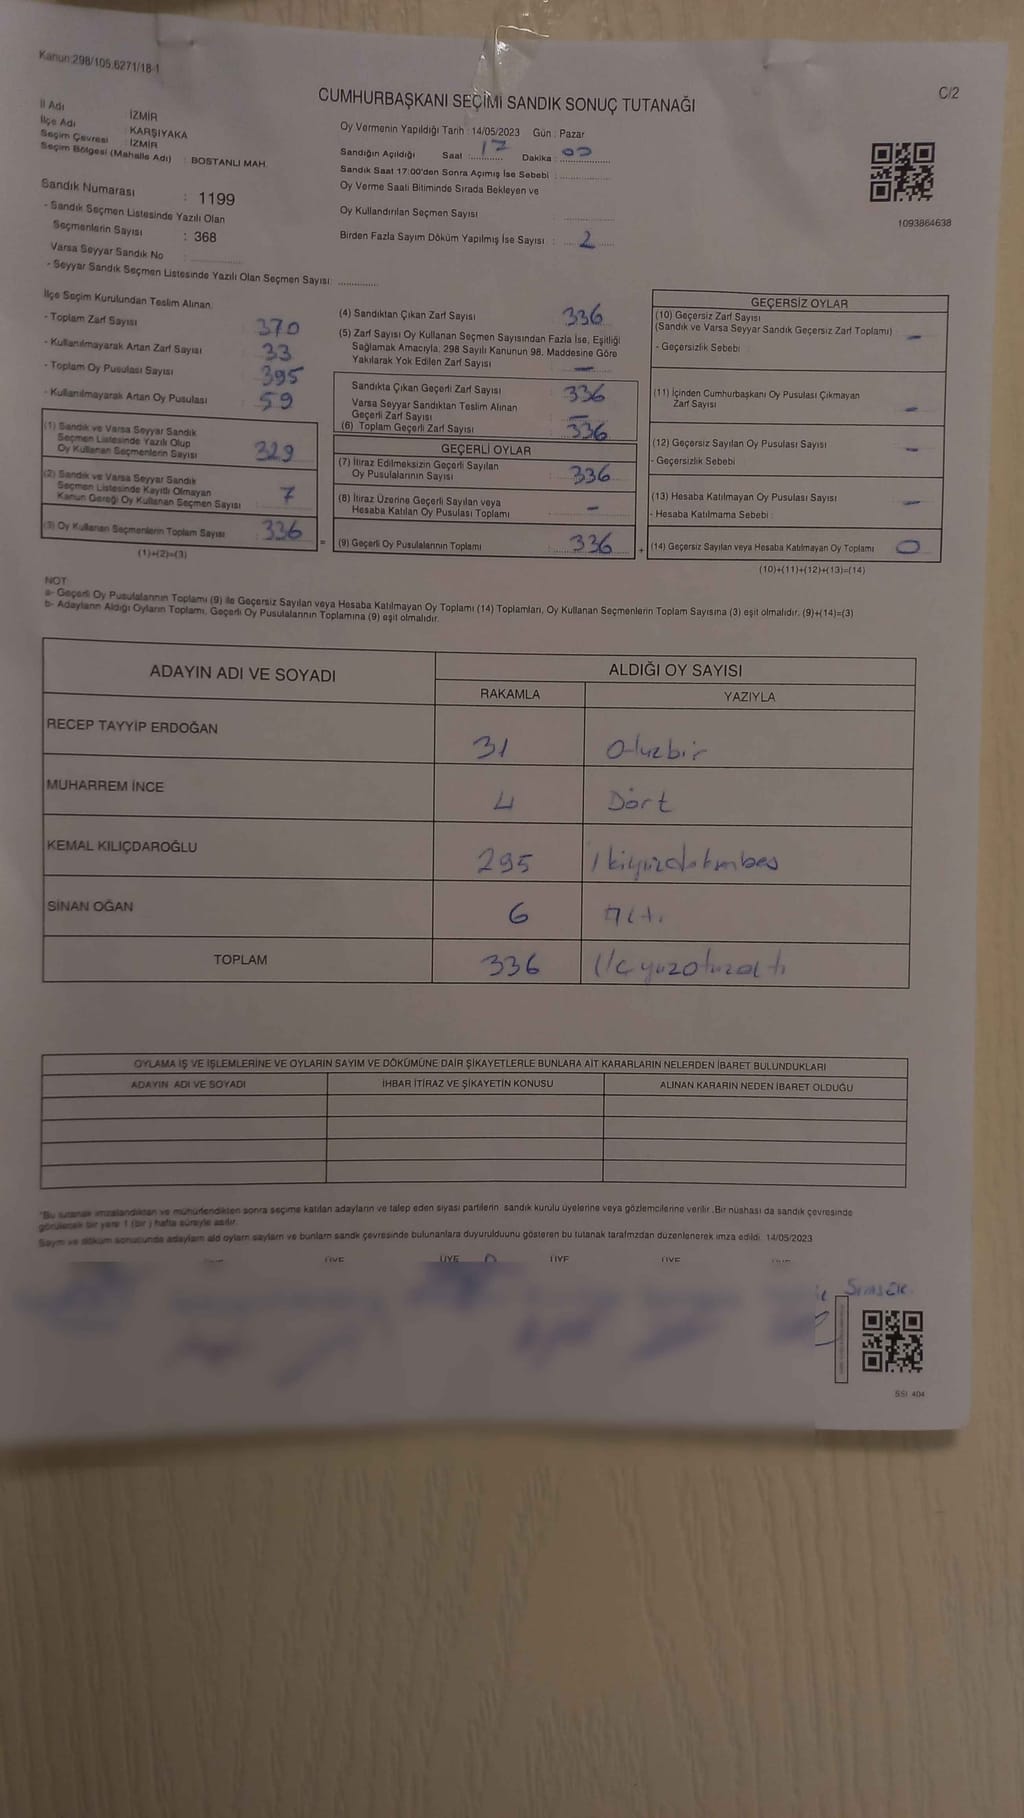 Kanun:298/105,6271/18-1
C/2
CUMHURBAŞKANI SEÇİMİ SANDIK SONUÇ TUTANAĞI
İl Adı : İZMİR
İlçe Adı : KARŞIYAKA
Seçim Çevresi : İZMİR
Seçim Bölgesi (Mahalle Adı) : BOSTANLI MAH.
Sandık Numarası : 1199
- Sandık Seçmen Listesinde Yazılı Olan
Seçmenlerin Sayısı : 368
Varsa Seyyar Sandık No :
- Seyyar Sandık Seçmen Listesinde Yazılı Olan Seçmen Sayısı:
Oy Vermenin Yapıldığı Tarih : 14/05/2023 Gün : Pazar
Sandığın Açıldığı Saat : 17 Dakika :
Sandık Saat 17:00'den Sonra Açımış İse Sebebi :
Oy Verme Saati Bitiminde Sırada Bekleyen ve
Oy Kullandırılan Seçmen Sayısı
Birden Fazla Sayım Döküm Yapılmış İse Sayısı : 2
1093864638
İlçe Seçim Kurulundan Teslim Alınan:
- Toplam Zarf Sayısı : 370
- Kullanılmayarak Artan Zarf Sayısı : 33
- Toplam Oy Pusulası Sayısı : 395
- Kullanılmayarak Artan Oy Pusulası : 59
(1) Sandık ve Varsa Seyyar Sandık
Seçmen Listesinde Yazılı Olup
Oy Kullanan Seçmenlerin Sayısı : 329
(2) Sandık ve Varsa Seyyar Sandık
Seçmen Listesinde Kayıtlı Olmayan
Kanun Gereği Oy Kullanan Seçmen Sayısı : 7
(3) Oy Kullanan Seçmenlerin Toplam Sayısı : 336
(1)+(2)=(3)
(4) Sandıktan Çıkan Zarf Sayısı : 336
(5) Zarf Sayısı Oy Kullanan Seçmen Sayısından Fazla İse, Eşitliği
Sağlamak Amacıyla, 298 Sayılı Kanunun 98. Maddesine Göre
Yakılarak Yok Edilen Zarf Sayısı : –
Sandıkta Çıkan Geçerli Zarf Sayısı : 336
Varsa Seyyar Sandıktan Teslim Alınan
Geçerli Zarf Sayısı : –
(6) Toplam Geçerli Zarf Sayısı : 336
GEÇERLİ OYLAR
(7) İtiraz Edilmeksizin Geçerli Sayılan
Oy Pusulalarının Sayısı : 336
(8) İtiraz Üzerine Geçerli Sayılan veya
Hesaba Katılan Oy Pusulası Toplamı : –
= (9) Geçerli Oy Pusulalarının Toplamı : 336
GEÇERSİZ OYLAR
(10) Geçersiz Zarf Sayısı
(Sandık ve Varsa Seyyar Sandık Geçersiz Zarf Toplamı) –
- Geçersizlik Sebebi :
(11) İçinden Cumhurbaşkanı Oy Pusulası Çıkmayan
Zarf Sayısı –
(12) Geçersiz Sayılan Oy Pusulası Sayısı –
- Geçersizlik Sebebi
(13) Hesaba Katılmayan Oy Pusulası Sayısı –
- Hesaba Katılmama Sebebi :
+ (14) Geçersiz Sayılan veya Hesaba Katılmayan Oy Toplamı 0
(10)+(11)+(12)+(13)=(14)
NOT:
a- Geçerli Oy Pusulalarının Toplamı (9) ile Geçersiz Sayılan veya Hesaba Katılmayan Oy Toplamı (14) Toplamları, Oy Kullanan Seçmenlerin Toplam Sayısına (3) eşit olmalıdır. (9)+(14)=(3)
b- Adayların Aldığı Oyların Toplamı, Geçerli Oy Pusulalarının Toplamına (9) eşit olmalıdır.
ADAYIN ADI VE SOYADI ALDIĞI OY SAYISI
RAKAMLA YAZIYLA
RECEP TAYYİP ERDOĞAN 31 Otuzbir
MUHARREM İNCE 4 Dört
KEMAL KILIÇDAROĞLU 295 İkiyüzdoksanbeş
SİNAN OĞAN 6 Altı
TOPLAM 336 Üçyüzotuzaltı
OYLAMA İŞ VE İŞLEMLERİNE VE OYLARIN SAYIM VE DÖKÜMÜNE DAİR ŞİKAYETLERLE BUNLARA AİT KARARLARIN NELERDEN İBARET BULUNDUKLARI
ADAYIN ADI VE SOYADI İHBAR İTİRAZ VE ŞİKAYETİN KONUSU ALINAN KARARIN NEDEN İBARET OLDUĞU
*Bu tutanak imzalandıktan ve mühürlendikten sonra seçime katılan adayların ve talep eden siyasi partilerin sandık kurulu üyelerine veya gözlemcilerine verilir. Bir nüshası da sandık çevresinde
görülecek bir yere 1 (bir) hafta süreyle asılır.
Sayım ve döküm sonucunda adayların ald oyların sayların ve bunların sandk çevresinde bulunanlara duyurulduunu gösteren bu tutanak tarafmzdan düzenlenerek imza edildi. 14/05/2023
ÜYE ÜYE ÜYE ÜYE
Şimşek
SSI: 404